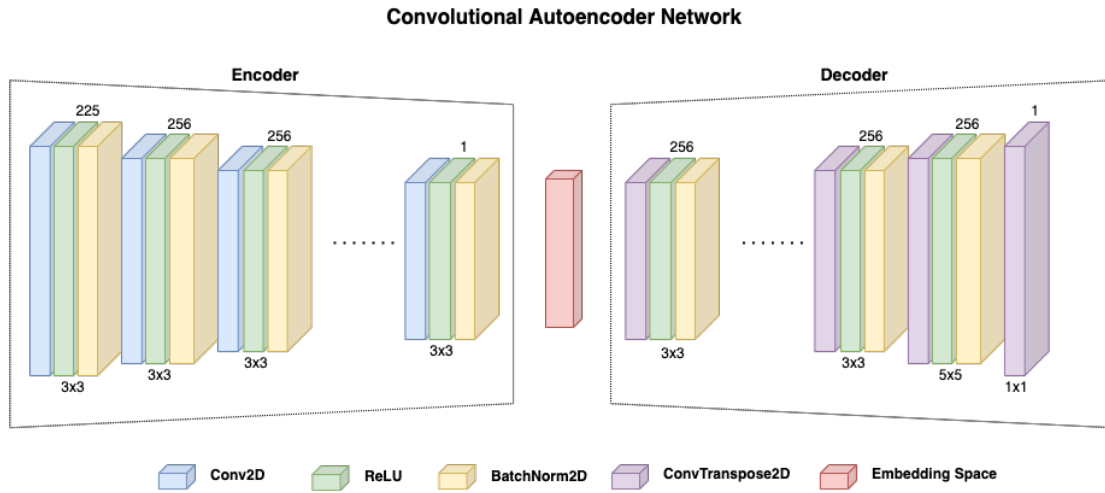 Convolutional Autoencoder Network
Encoder
Decoder
225
256
256
1
256
256
256
1
3x3
3x3
3x3
3x3
3x3
3x3
5x5
1x1
Conv2D
ReLU
BatchNorm2D
ConvTranspose2D
Embedding Space